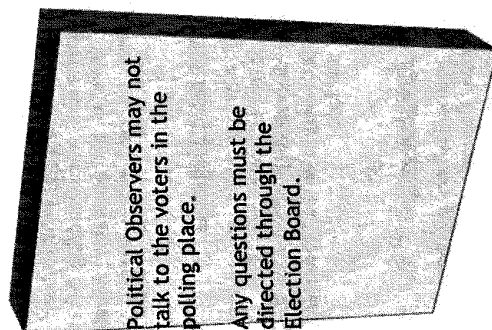 Political Observers may not
talk to the voters in the
polling place.
Any questions must be
directed through the
Election Board.